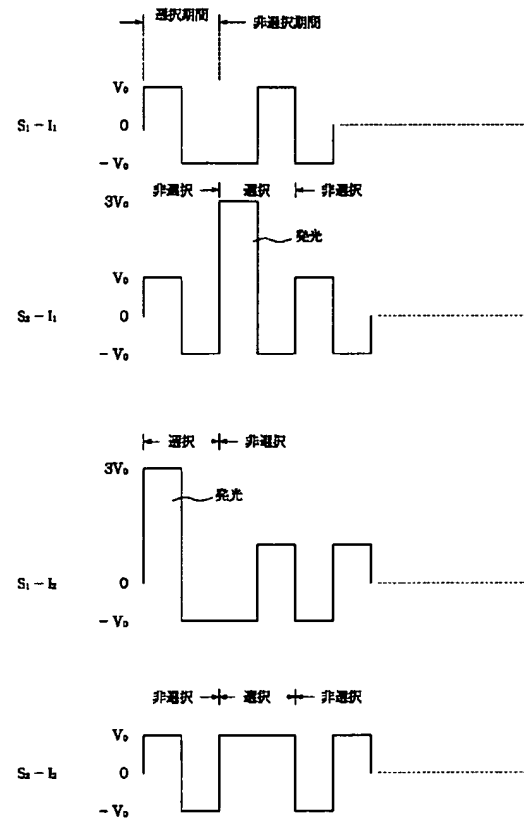 選択期間
非選択期間
V₀
S₁－I₁
0
－V₀
非選択
選択
非選択
3V₀
発光
V₀
S₂－I₁
0
－V₀
選択
非選択
3V₀
発光
S₁－I₂
0
－V₀
非選択
選択
非選択
V₀
S₂－I₂
0
－V₀